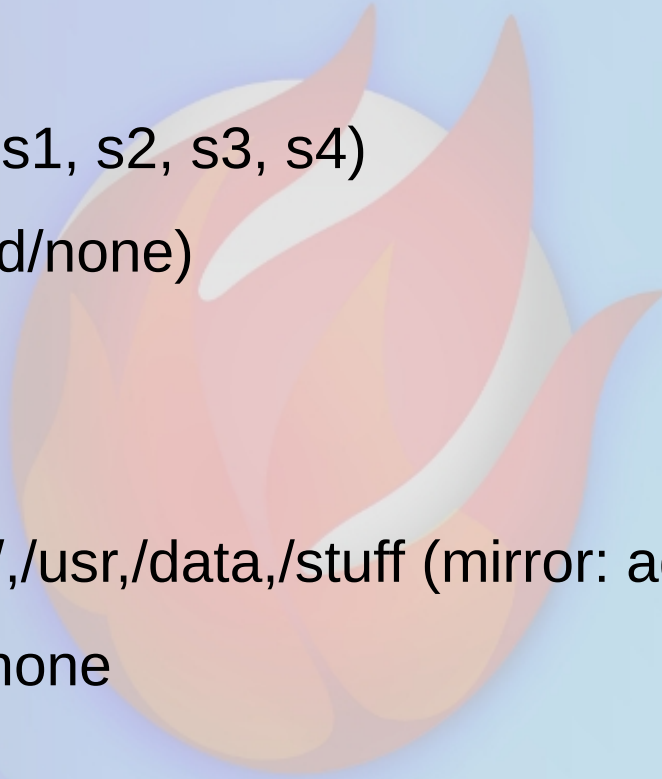 s1, s2, s3, s4)
d/none)
/,/usr,/data,/stuff (mirror: a
none